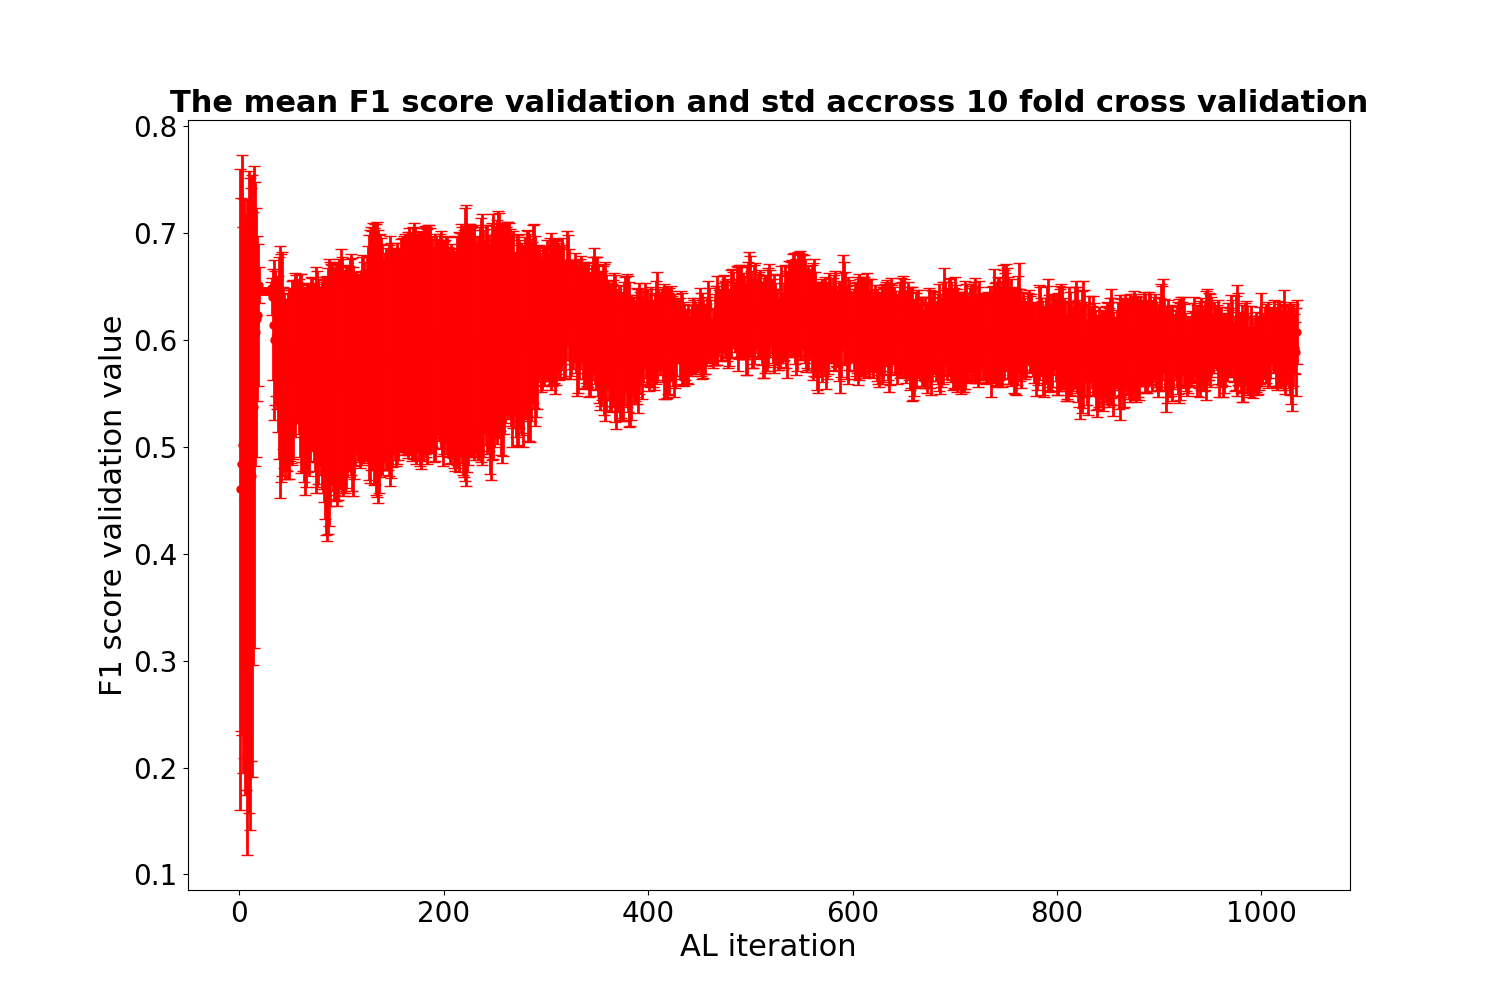 The mean F1 score validation and std accross 10 fold cross validation
F1 score validation value
0.8
0.7
0.6
0.5
0.4
0.3
0.2
0.1
0 200 400 600 800 1000
AL iteration